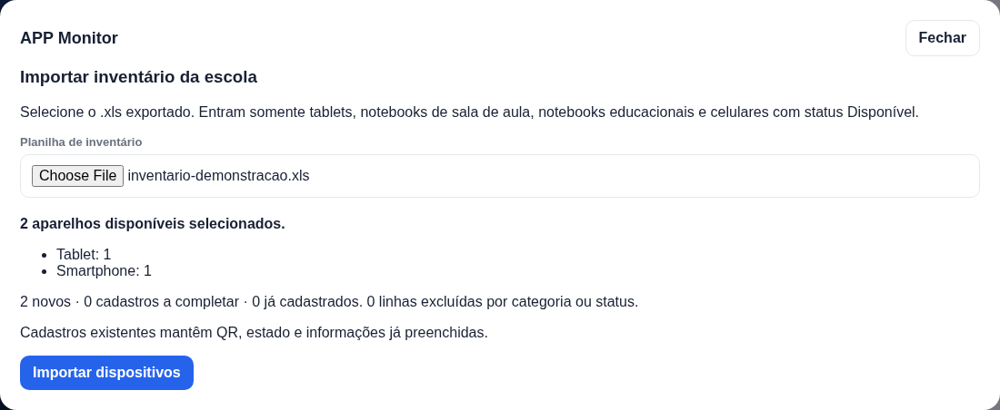 APP Monitor
Fechar
Importar inventário da escola
Selecione o .xls exportado. Entram somente tablets, notebooks de sala de aula, notebooks educacionais e celulares com status Disponível.
Planilha de inventário
Choose File inventario-demonstracao.xls
2 aparelhos disponíveis selecionados.
• Tablet: 1
• Smartphone: 1
2 novos · 0 cadastros a completar · 0 já cadastrados. 0 linhas excluídas por categoria ou status.
Cadastros existentes mantêm QR, estado e informações já preenchidas.
Importar dispositivos